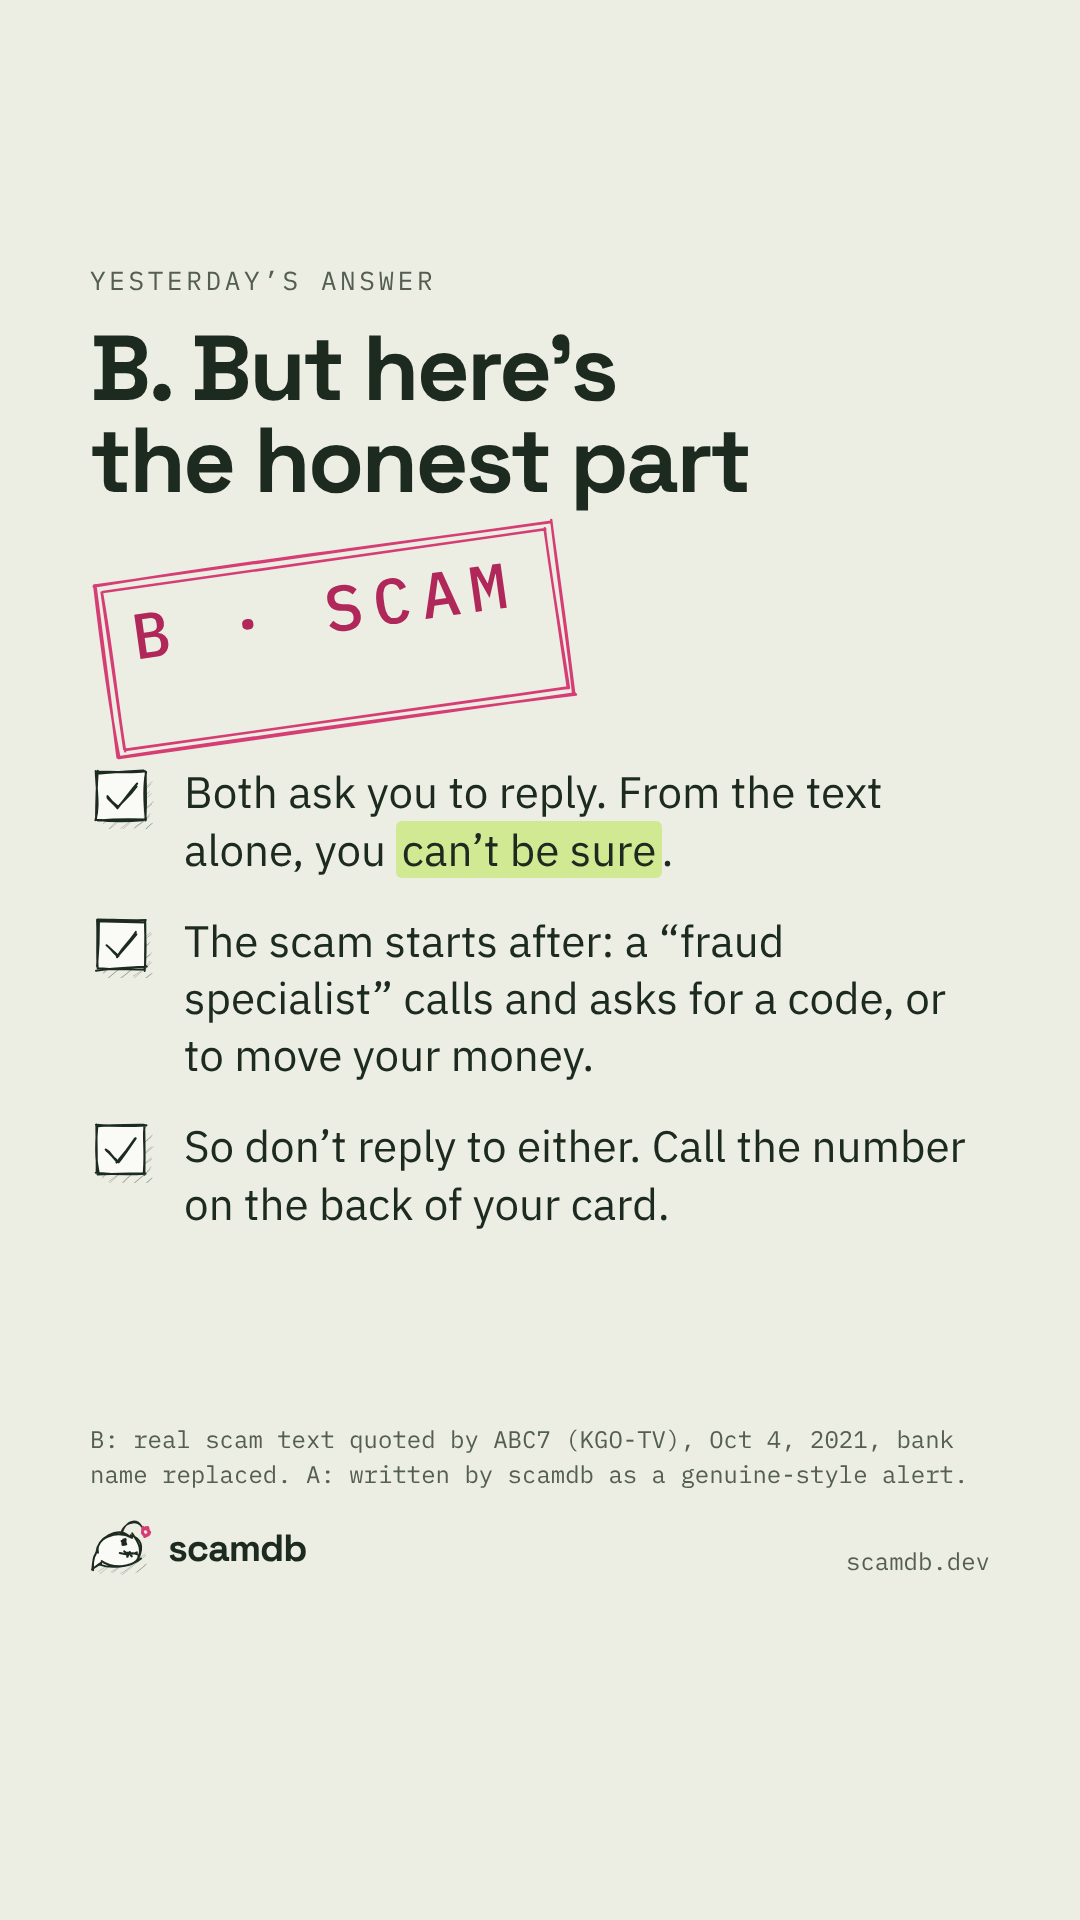 YESTERDAY’S ANSWER
B. But here’s
the honest part
B · SCAM
Both ask you to reply. From the text
alone, you can’t be sure.
The scam starts after: a “fraud
specialist” calls and asks for a code, or
to move your money.
So don’t reply to either. Call the number
on the back of your card.
B: real scam text quoted by ABC7 (KGO-TV), Oct 4, 2021, bank
name replaced. A: written by scamdb as a genuine-style alert.
scamdb
scamdb.dev